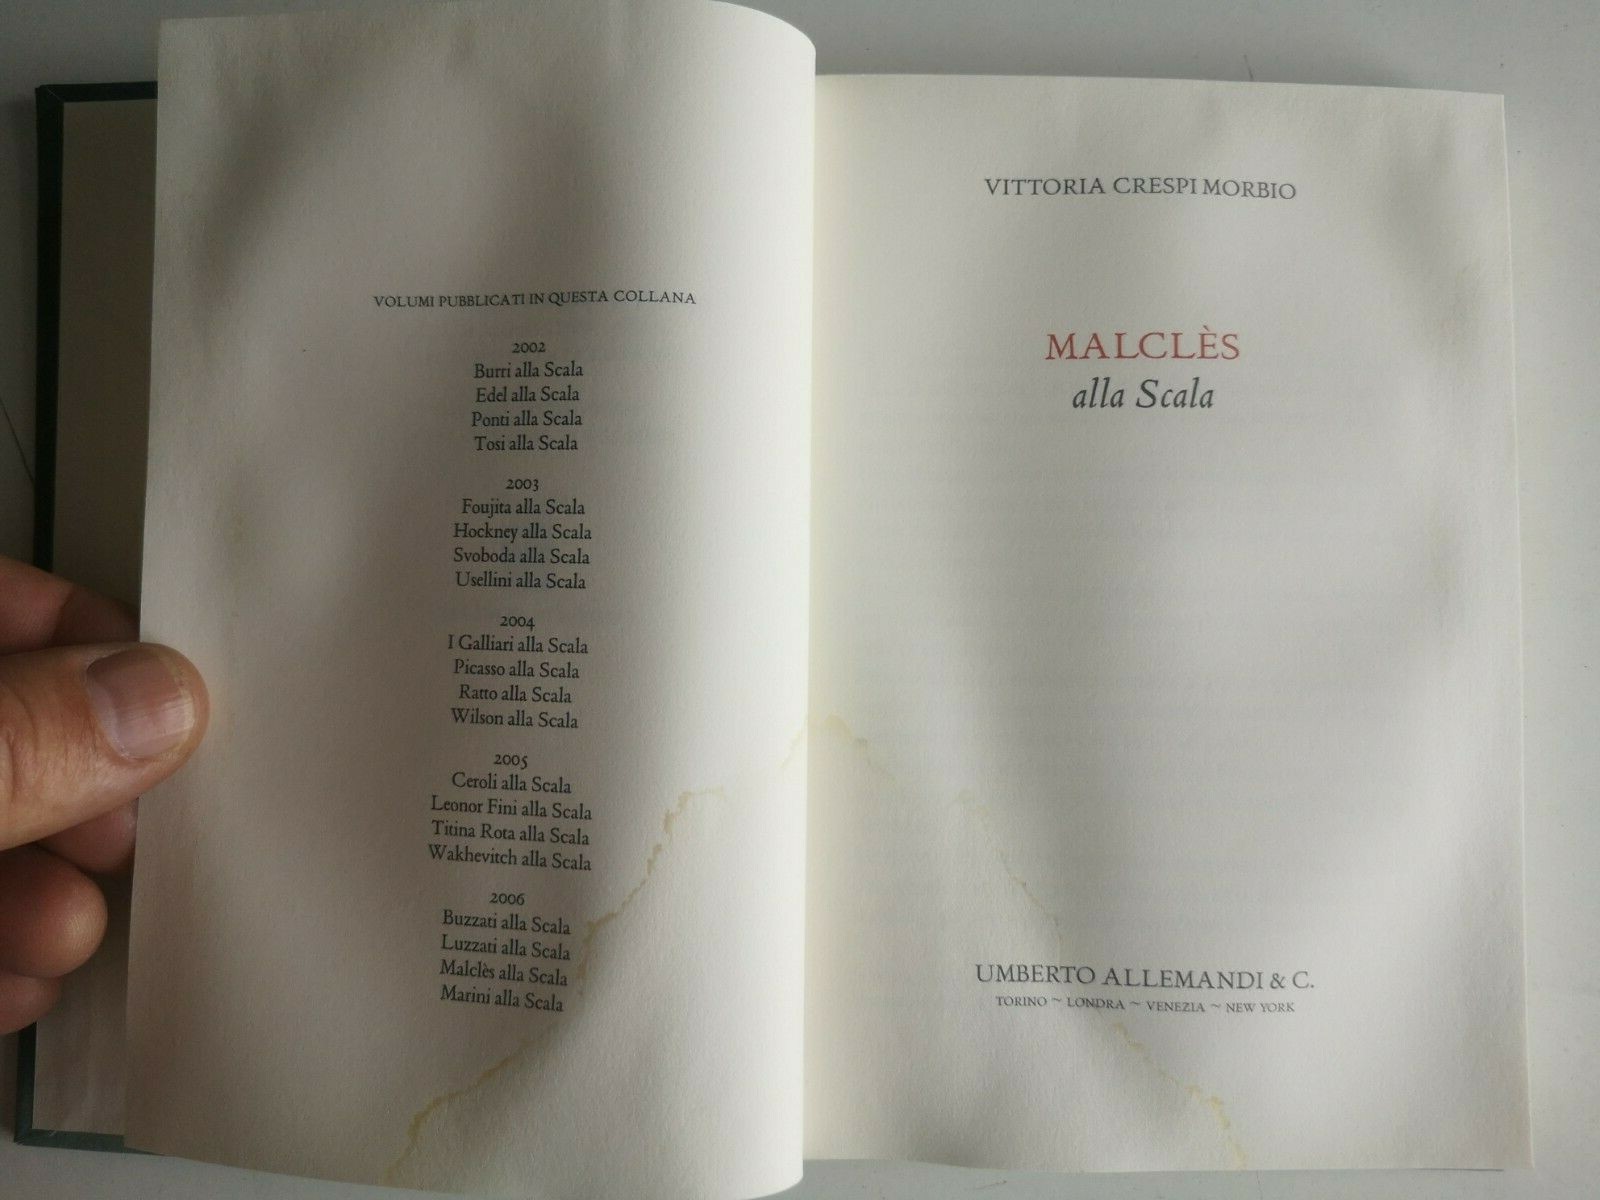 VOLUMI PUBBLICATI IN QUESTA COLLANA
2002
Burri alla Scala
Edel alla Scala
Ponti alla Scala
Tosi alla Scala
2003
Foujita alla Scala
Hockney alla Scala
Svoboda alla Scala
Usellini alla Scala
2004
I Galliari alla Scala
Picasso alla Scala
Ratto alla Scala
Wilson alla Scala
2005
Ceroli alla Scala
Leonor Fini alla Scala
Titina Rota alla Scala
Wakhevitch alla Scala
2006
Buzzati alla Scala
Luzzati alla Scala
Malclès alla Scala
Marini alla Scala
VITTORIA CRESPI MORBIO
MALCLÈS
alla Scala
UMBERTO ALLEMANDI & C.
TORINO ~ LONDRA ~ VENEZIA ~ NEW YORK